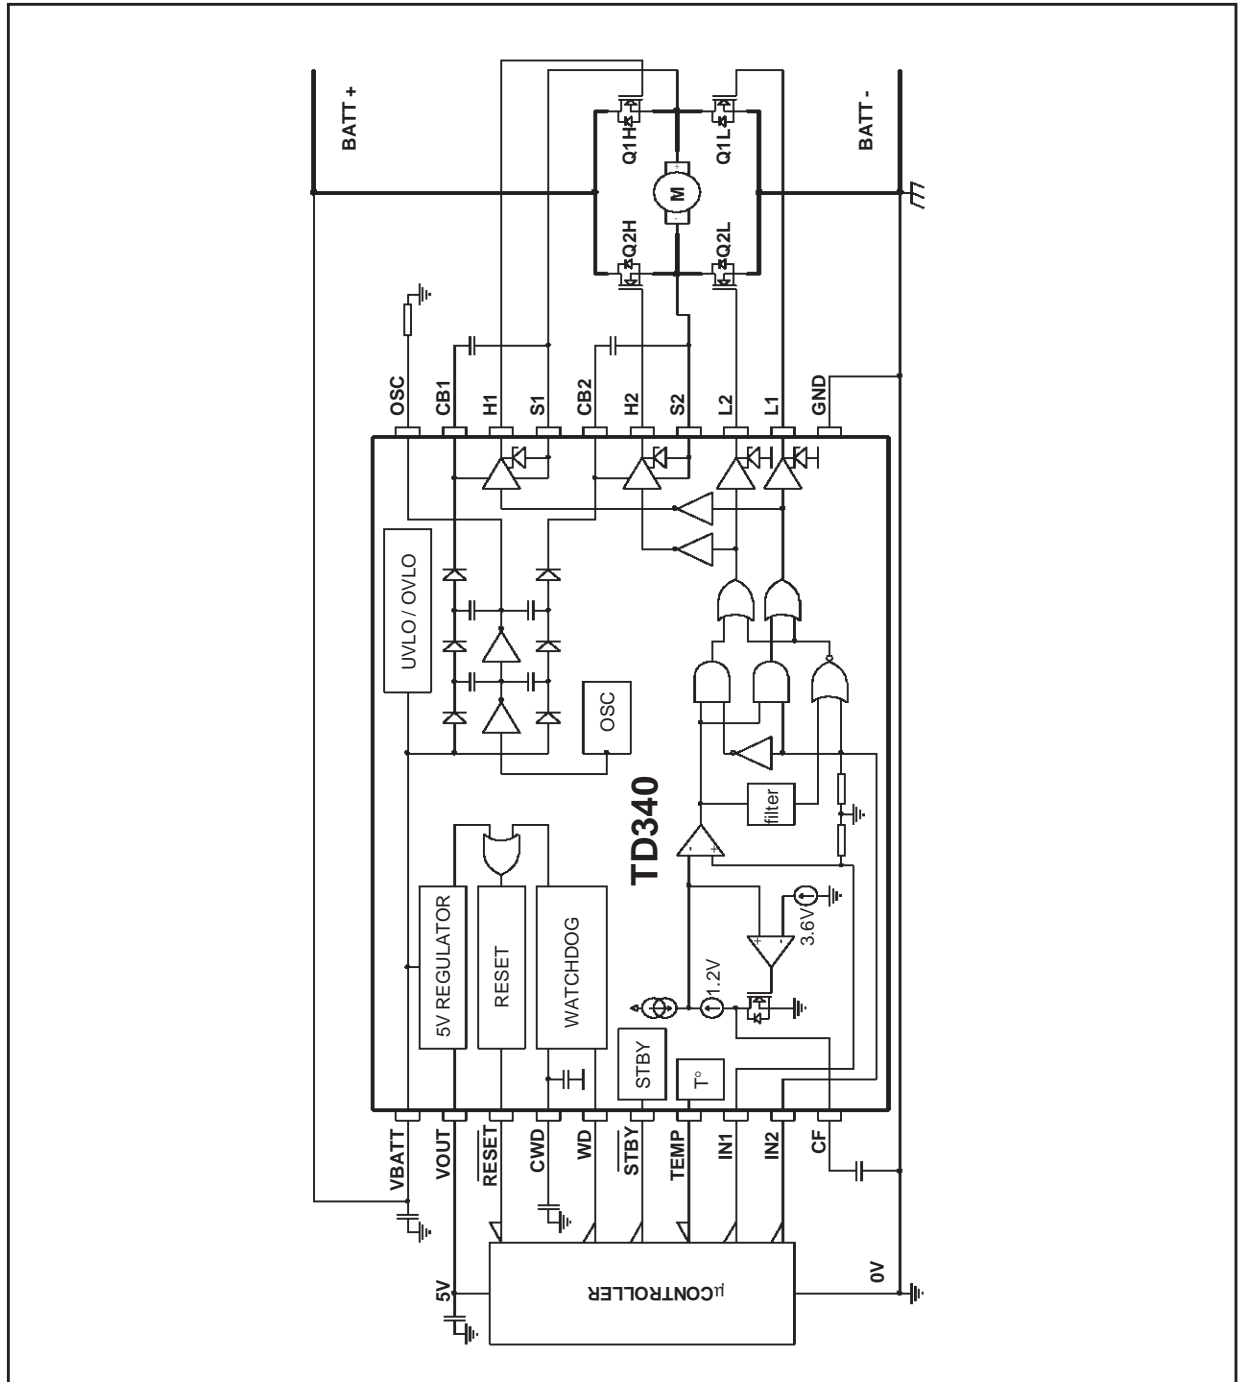 BATT +
BATT -
Q1H
Q1L
M
+
-
Q2H
Q2L
OSC
CB1
H1
S1
CB2
H2
S2
L2
L1
GND
UVLO / OVLO
OSC
TD340
filter
-
+
5V REGULATOR
RESET
WATCHDOG
+
-
3.6V
1.2V
STBY
T°
VBATT
VOUT
RESET
CWD
WD
STBY
TEMP
IN1
IN2
CF
5V
µCONTROLLER
0V